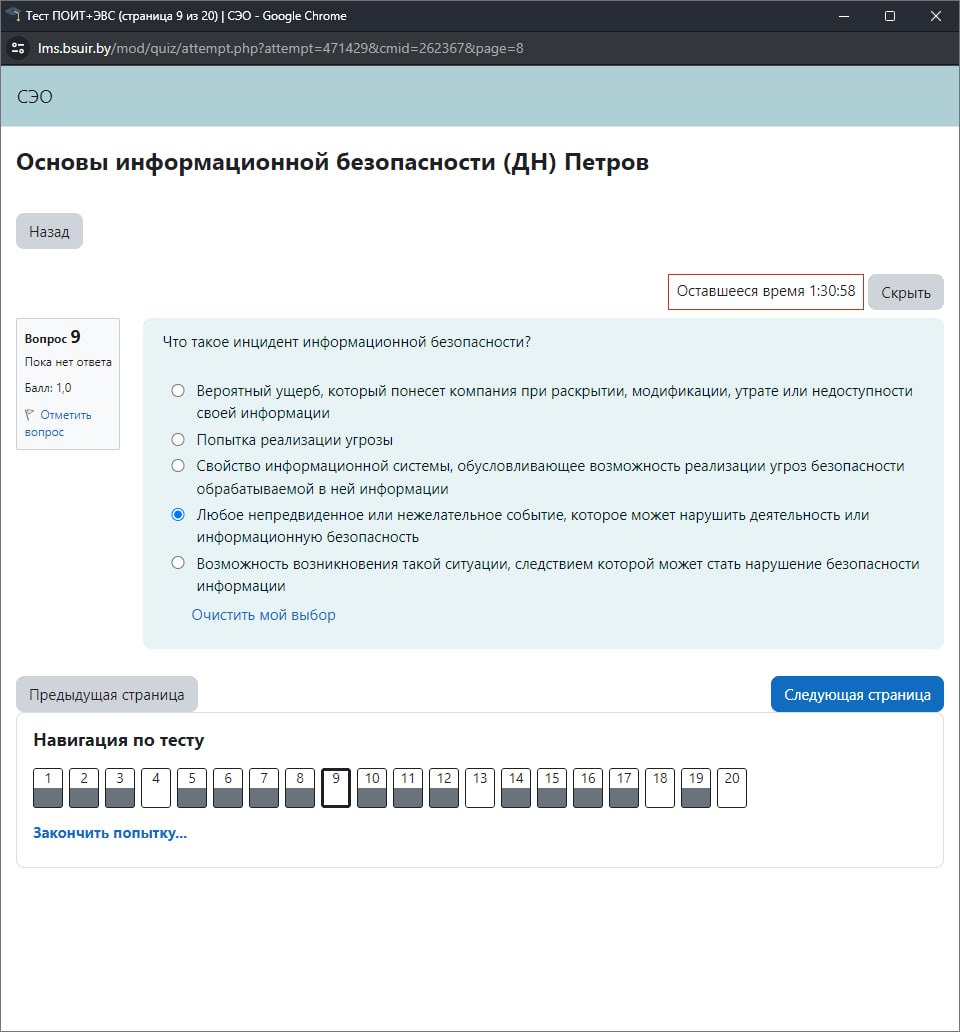 Тест ПОИТ+ЭВС (страница 9 из 20) | СЭО - Google Chrome
lms.bsuir.by/mod/quiz/attempt.php?attempt=471429&cmid=262367&page=8
СЭО
Основы информационной безопасности (ДН) Петров
Назад
Оставшееся время 1:30:58
Скрыть
Вопрос 9
Пока нет ответа
Балл: 1,0
Отметить
вопрос
Что такое инцидент информационной безопасности?
Вероятный ущерб, который понесет компания при раскрытии, модификации, утрате или недоступности
своей информации
Попытка реализации угрозы
Свойство информационной системы, обусловливающее возможность реализации угроз безопасности
обрабатываемой в ней информации
Любое непредвиденное или нежелательное событие, которое может нарушить деятельность или
информационную безопасность
Возможность возникновения такой ситуации, следствием которой может стать нарушение безопасности
информации
Очистить мой выбор
Предыдущая страница
Следующая страница
Навигация по тесту
1 2 3 4 5 6 7 8 9 10 11 12 13 14 15 16 17 18 19 20
Закончить попытку...